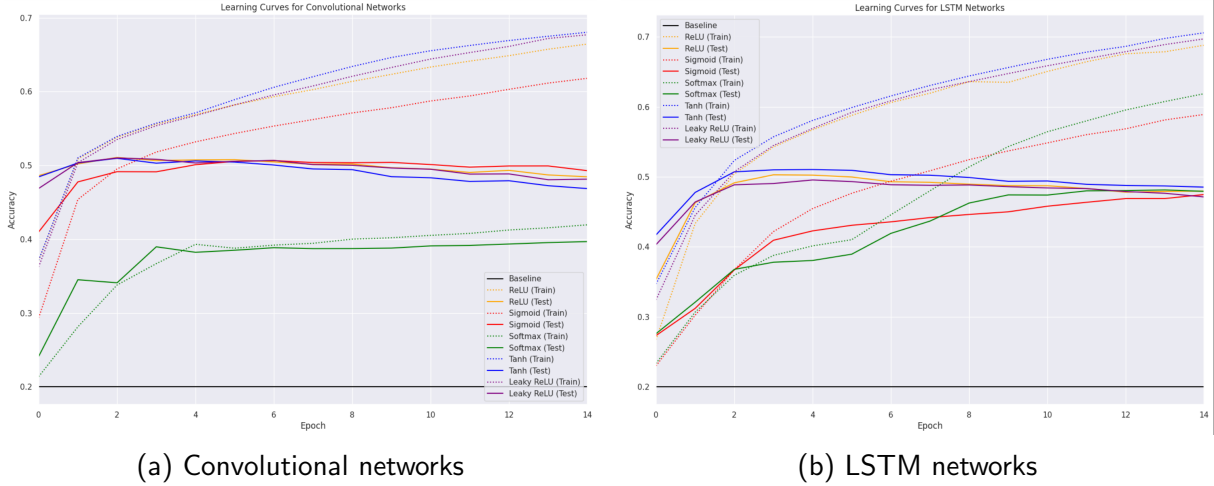 Learning Curves for Convolutional Networks
0.7
0.6
0.5
0.4
0.3
0.2
Accuracy
Baseline
ReLU (Train)
ReLU (Test)
Sigmoid (Train)
Sigmoid (Test)
Softmax (Train)
Softmax (Test)
Tanh (Train)
Tanh (Test)
Leaky ReLU (Train)
Leaky ReLU (Test)
0 2 4 6 8 10 12 14
Epoch
(a) Convolutional networks
Learning Curves for LSTM Networks
0.7
0.6
0.5
0.4
0.3
0.2
Accuracy
Baseline
ReLU (Train)
ReLU (Test)
Sigmoid (Train)
Sigmoid (Test)
Softmax (Train)
Softmax (Test)
Tanh (Train)
Tanh (Test)
Leaky ReLU (Train)
Leaky ReLU (Test)
0 2 4 6 8 10 12 14
Epoch
(b) LSTM networks